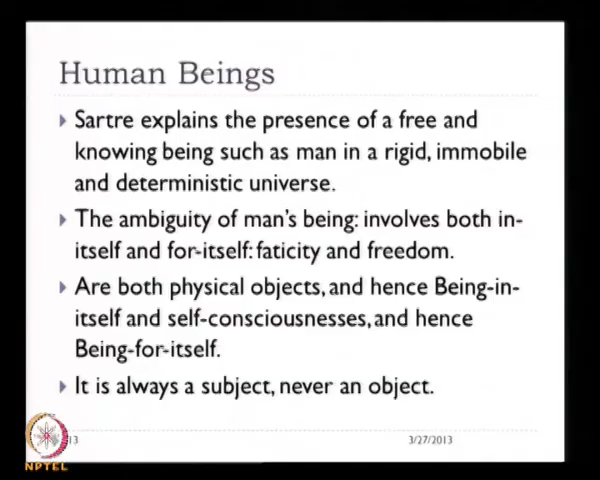 Human Beings
Sartre explains the presence of a free and
knowing being such as man in a rigid, immobile
and deterministic universe.
The ambiguity of man's being: involves both in-
itself and for-itself: faticity and freedom.
Are both physical objects, and hence Being-in-
itself and self-consciousnesses, and hence
Being-for-itself.
It is always a subject, never an object.
13 3/27/2013
NPTEL